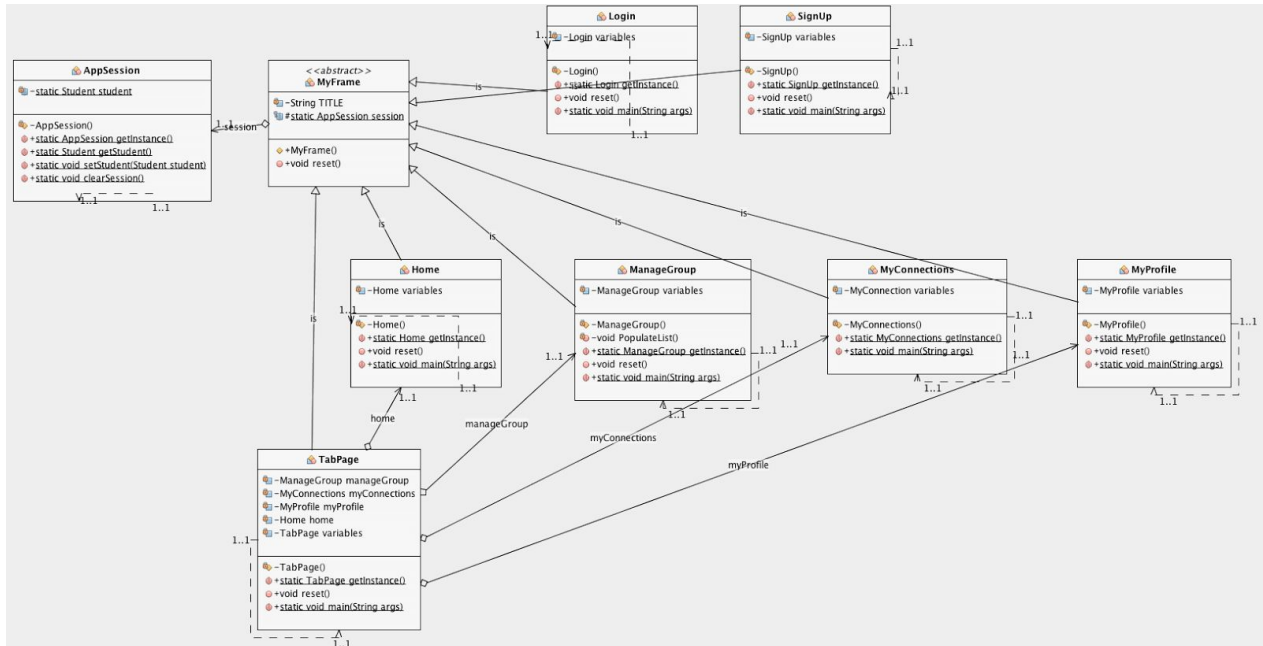 Login
-Login variables
-Login()
+static Login getInstance()
+void reset()
+static void main(String args)
1..1
1..1
SignUp
-SignUp variables
-SignUp()
+static SignUp getInstance()
+void reset()
+static void main(String args)
1..1
1..1
AppSession
-static Student student
-AppSession()
+static AppSession getInstance()
+static Student getStudent()
+static void setStudent(Student student)
+static void clearSession()
1..1
1..1
1..1
session
<<abstract>>
MyFrame
-String TITLE
#static AppSession session
+MyFrame()
+void reset()
is
is
is
is
is
is
Home
-Home variables
-Home()
+static Home getInstance()
+void reset()
+static void main(String args)
1..1
1..1
1..1
home
ManageGroup
-ManageGroup variables
-ManageGroup()
-void PopulateList()
+static ManageGroup getInstance()
+void reset()
+static void main(String args)
1..1
1..1
1..1
manageGroup
MyConnections
-MyConnection variables
-MyConnections()
+static MyConnections getInstance()
+static void main(String args)
1..1
1..1
1..1
myConnections
MyProfile
-MyProfile variables
-MyProfile()
+static MyProfile getInstance()
+void reset()
+static void main(String args)
1..1
1..1
1..1
myProfile
TabPage
-ManageGroup manageGroup
-MyConnections myConnections
-MyProfile myProfile
-Home home
-TabPage variables
-TabPage()
+static TabPage getInstance()
+void reset()
+static void main(String args)
1..1
1..1